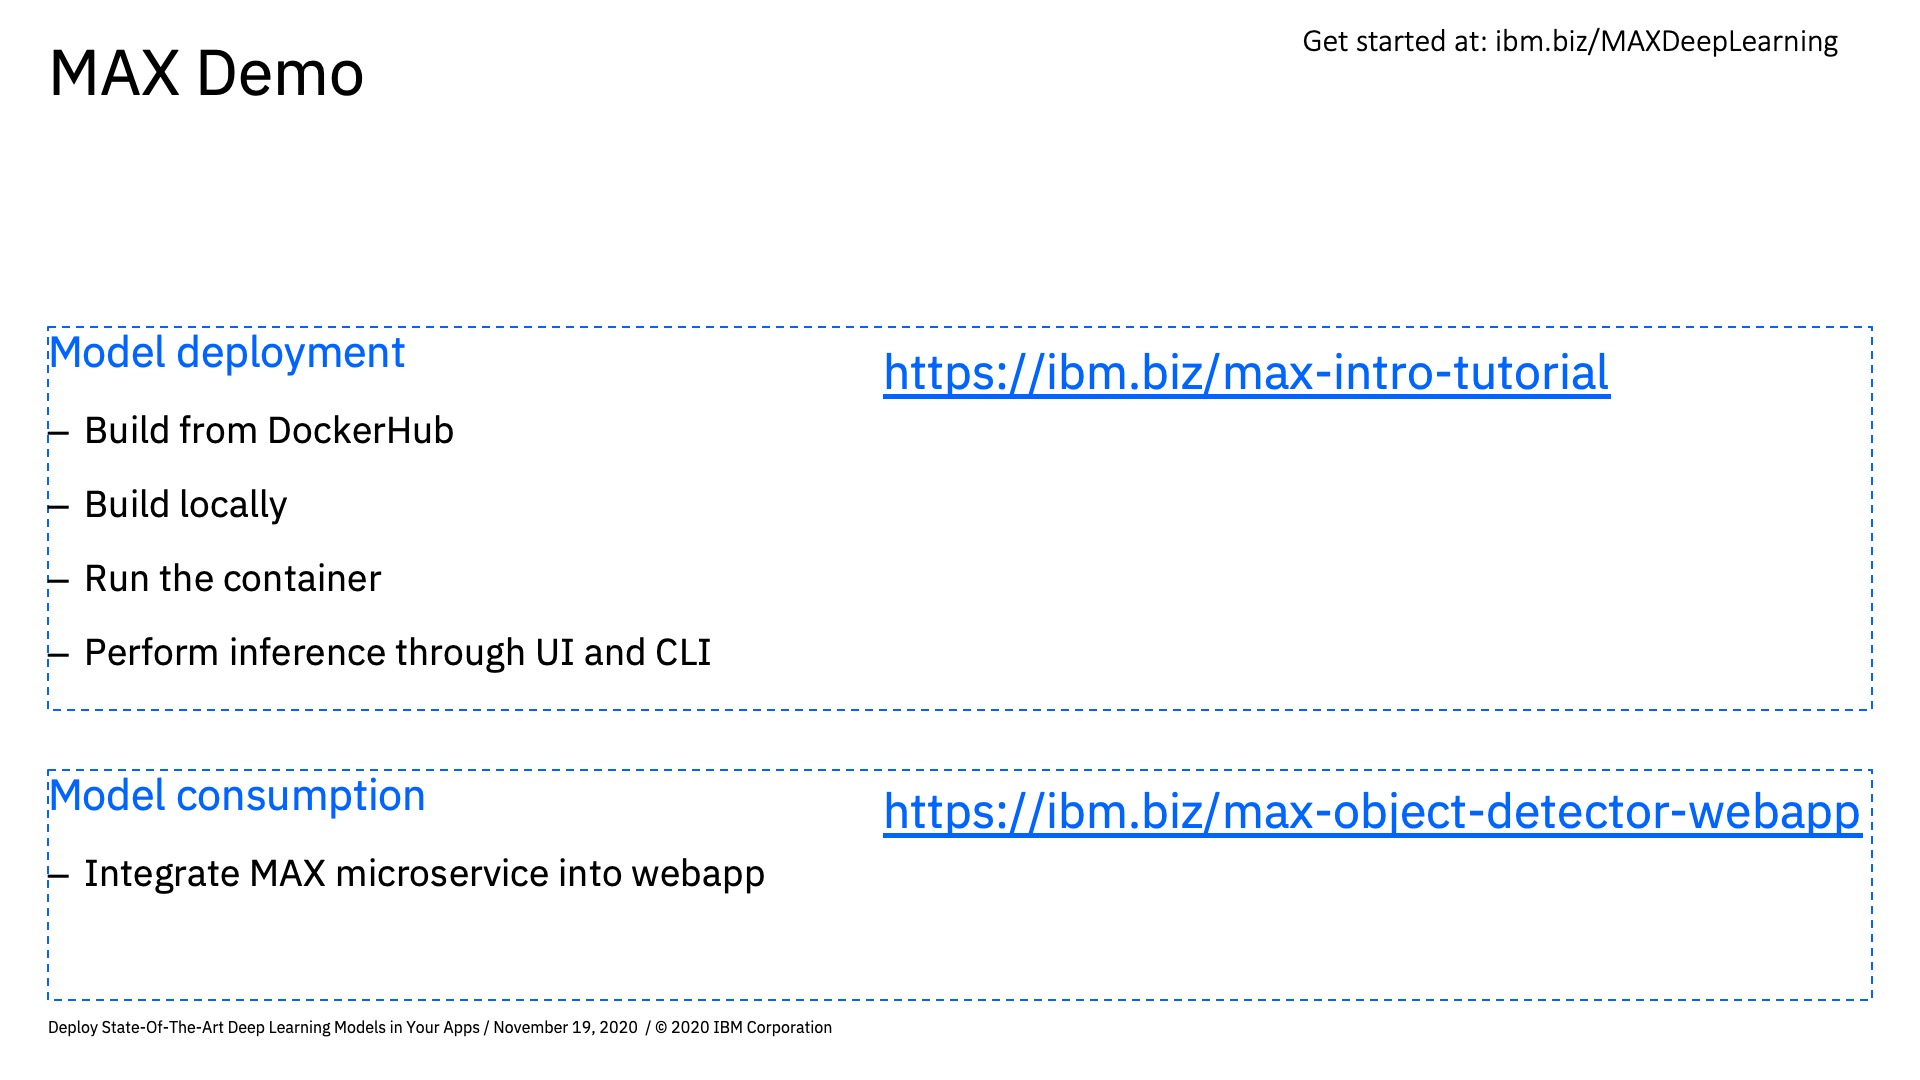 MAX Demo
Get started at: ibm.biz/MAXDeepLearning
Model deployment
– Build from DockerHub
– Build locally
– Run the container
– Perform inference through UI and CLI
https://ibm.biz/max-intro-tutorial
Model consumption
– Integrate MAX microservice into webapp
https://ibm.biz/max-object-detector-webapp
Deploy State-Of-The-Art Deep Learning Models in Your Apps / November 19, 2020 / © 2020 IBM Corporation